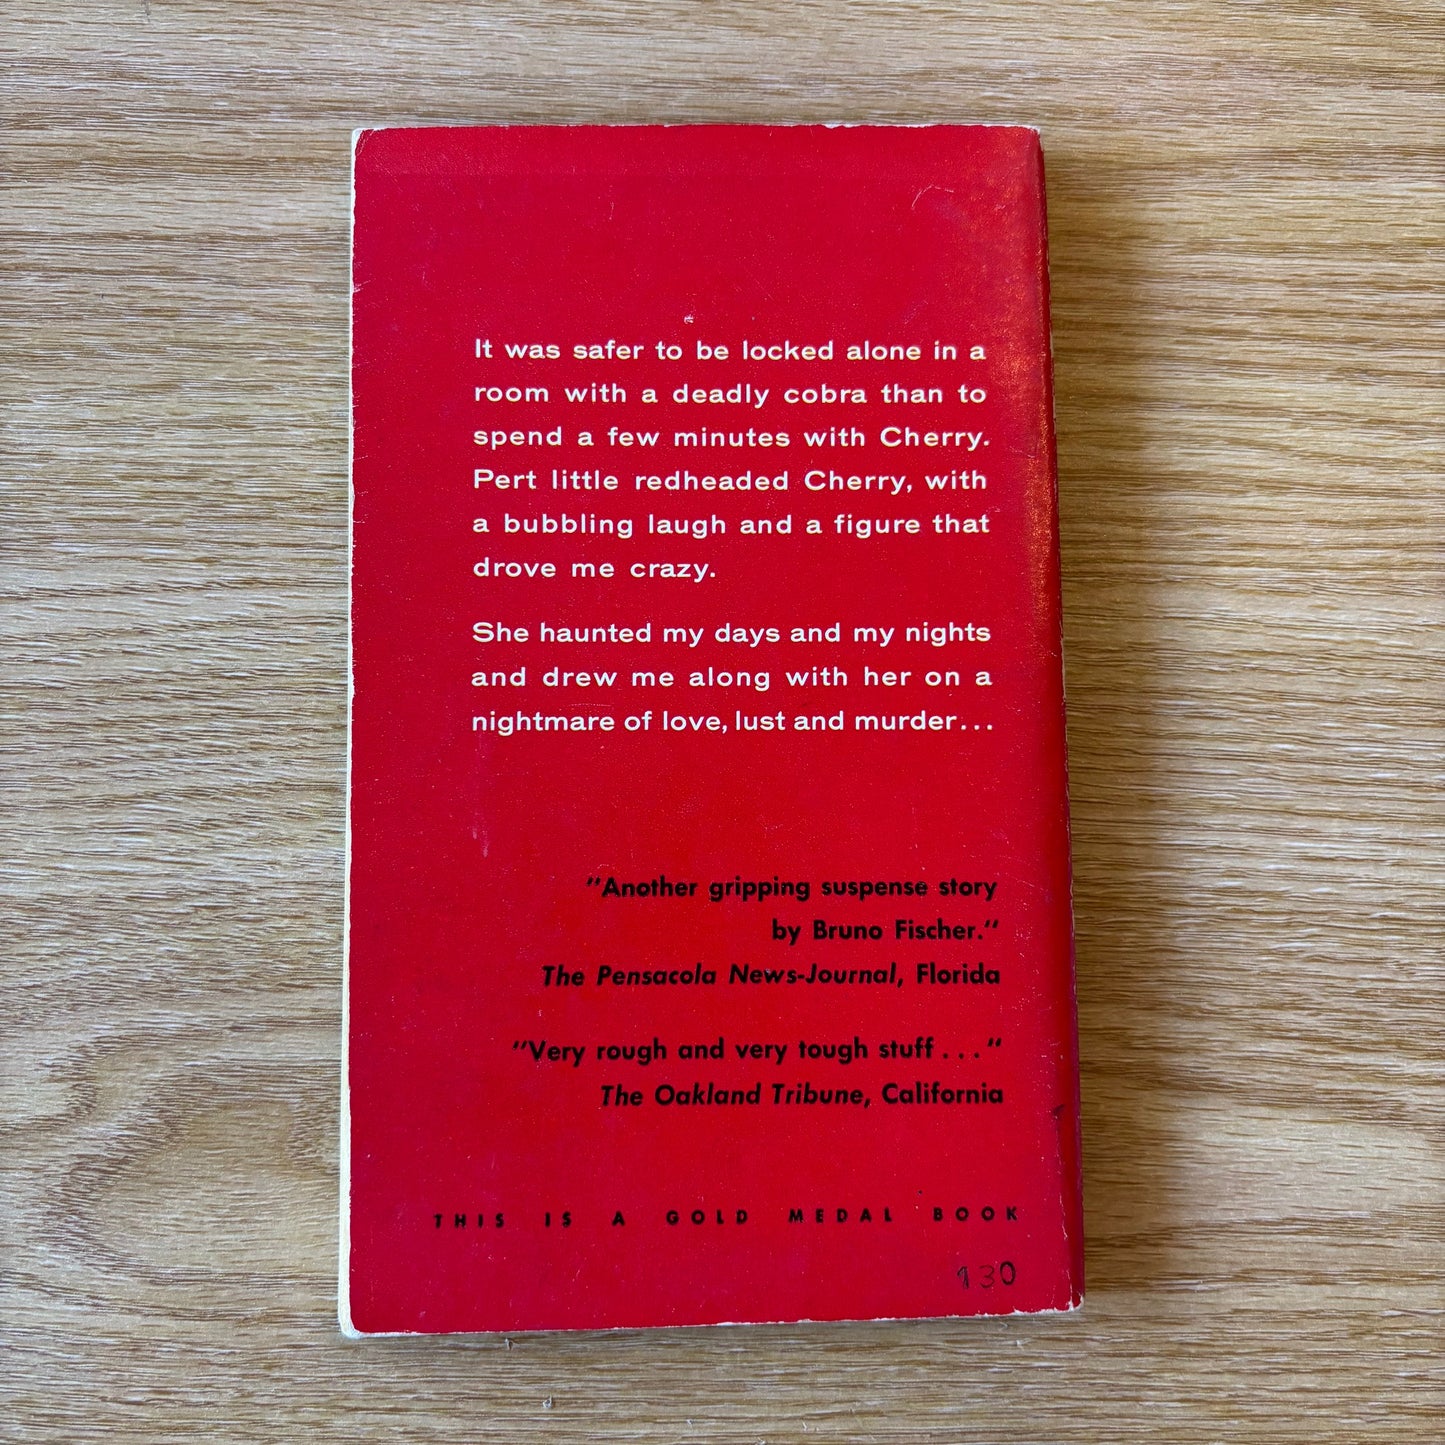 It was safer to be locked alone in a
room with a deadly cobra than to
spend a few minutes with Cherry.
Pert little redheaded Cherry, with
a bubbling laugh and a figure that
drove me crazy.
She haunted my days and my nights
and drew me along with her on a
nightmare of love, lust and murder...
"Another gripping suspense story
by Bruno Fischer."
The Pensacola News-Journal, Florida
"Very rough and very tough stuff . . . "
The Oakland Tribune, California
THIS IS A GOLD MEDAL BOOK
130